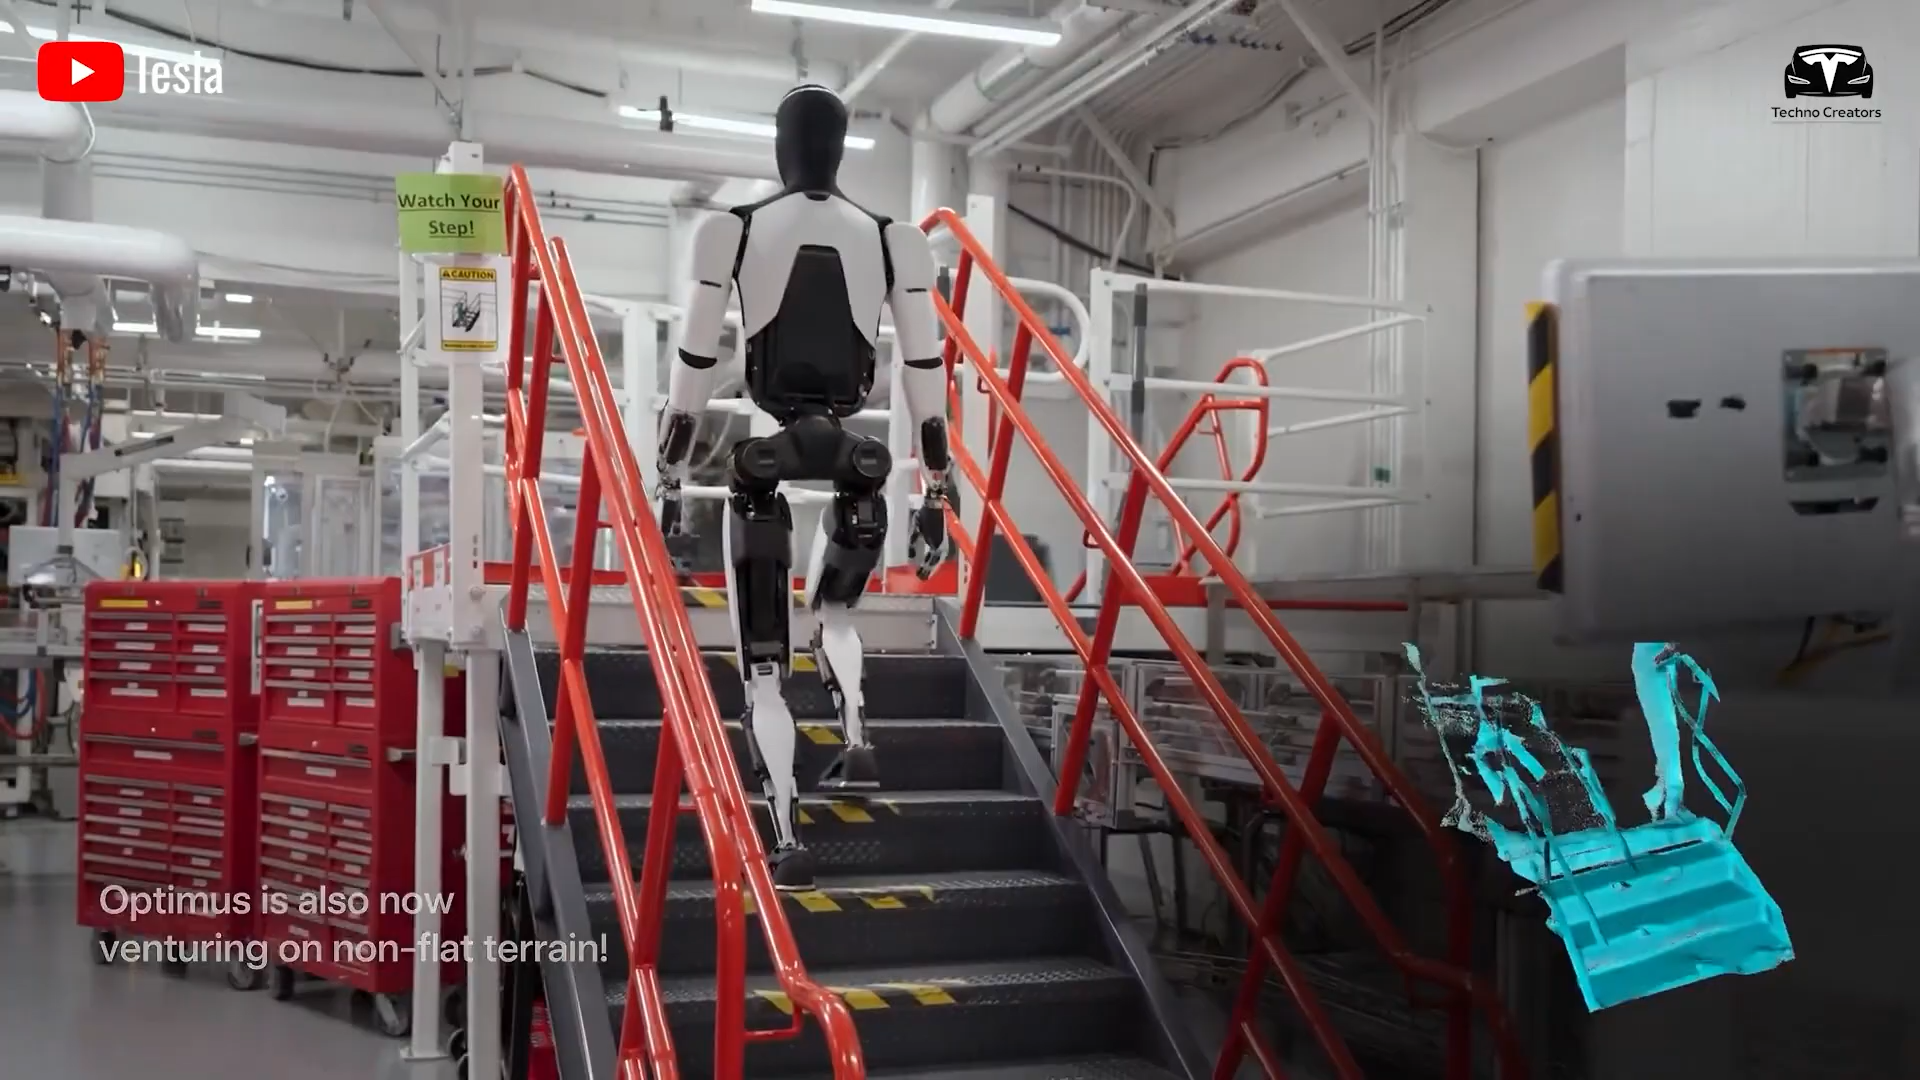 Tesla
Techno Creators
Watch Your
Step!
CAUTION
Optimus is also now
venturing on non-flat terrain!